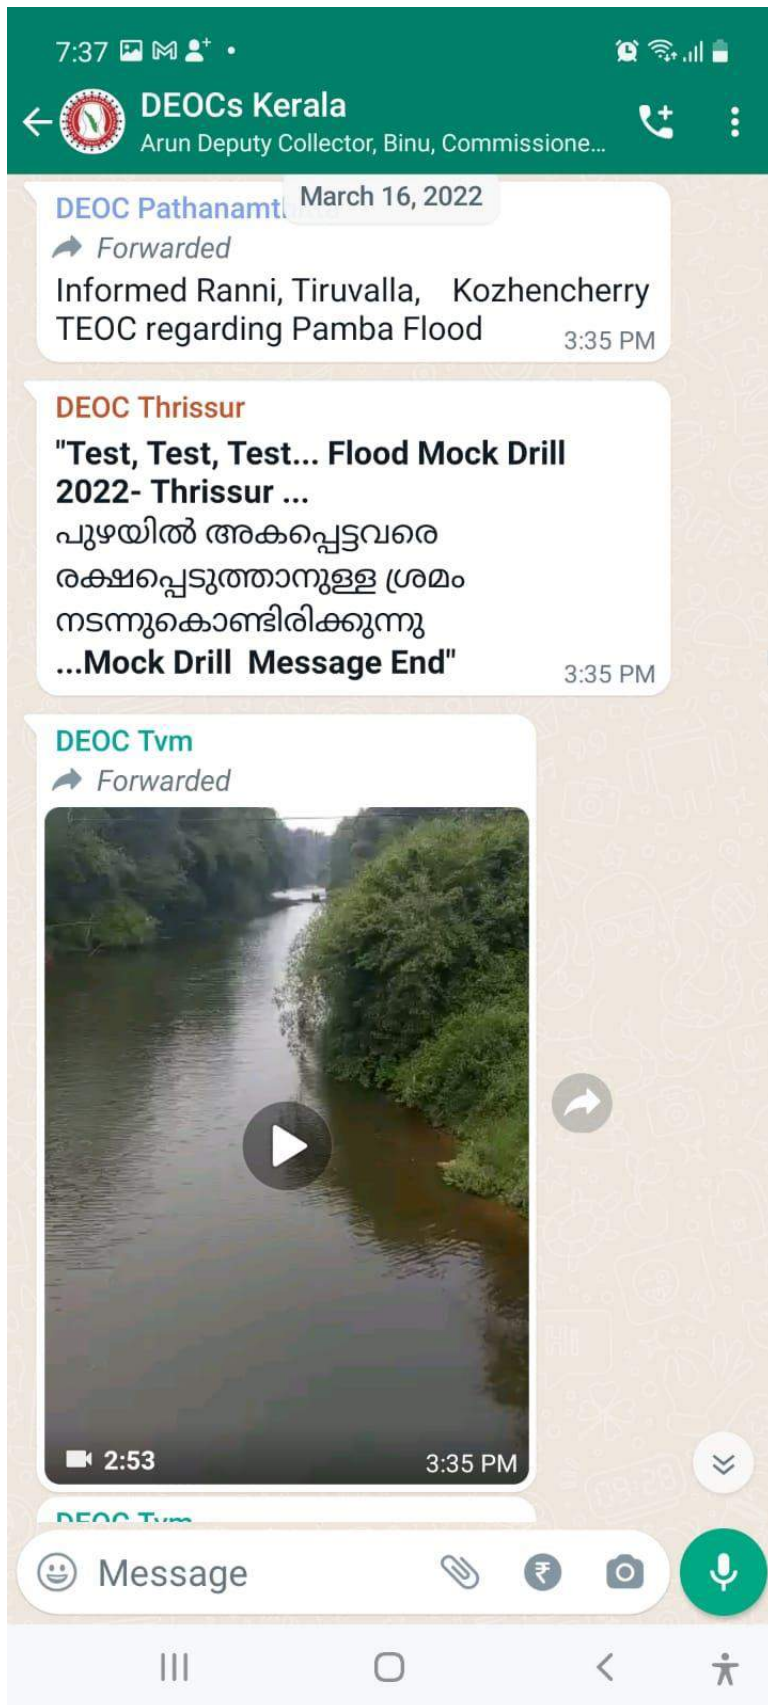 7:37
DEOCs Kerala
Arun Deputy Collector, Binu, Commissione...
March 16, 2022
DEOC Pathanamt
Forwarded
Informed Ranni, Tiruvalla, Kozhencherry
TEOC regarding Pamba Flood
3:35 PM
DEOC Thrissur
"Test, Test, Test... Flood Mock Drill
2022- Thrissur ...
പുഴയിൽ അകപ്പെട്ടവരെ
രക്ഷപ്പെടുത്താനുള്ള ശ്രമം
നടന്നുകൊണ്ടിരിക്കുന്നു
...Mock Drill Message End"
3:35 PM
DEOC Tvm
Forwarded
2:53
3:35 PM
DEOC Tvm
Message